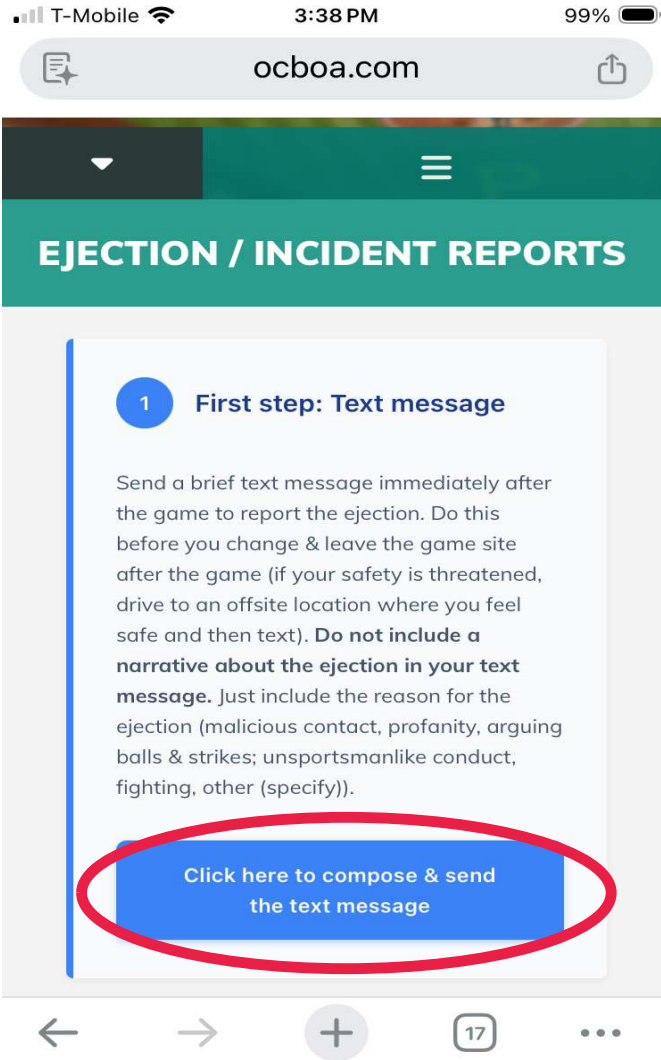 T-Mobile 3:38 PM 99%
ocboa.com
EJECTION / INCIDENT REPORTS
1 First step: Text message
Send a brief text message immediately after
the game to report the ejection. Do this
before you change & leave the game site
after the game (if your safety is threatened,
drive to an offsite location where you feel
safe and then text). Do not include a
narrative about the ejection in your text
message. Just include the reason for the
ejection (malicious contact, profanity, arguing
balls & strikes; unsportsmanlike conduct,
fighting, other (specify)).
Click here to compose & send
the text message
17